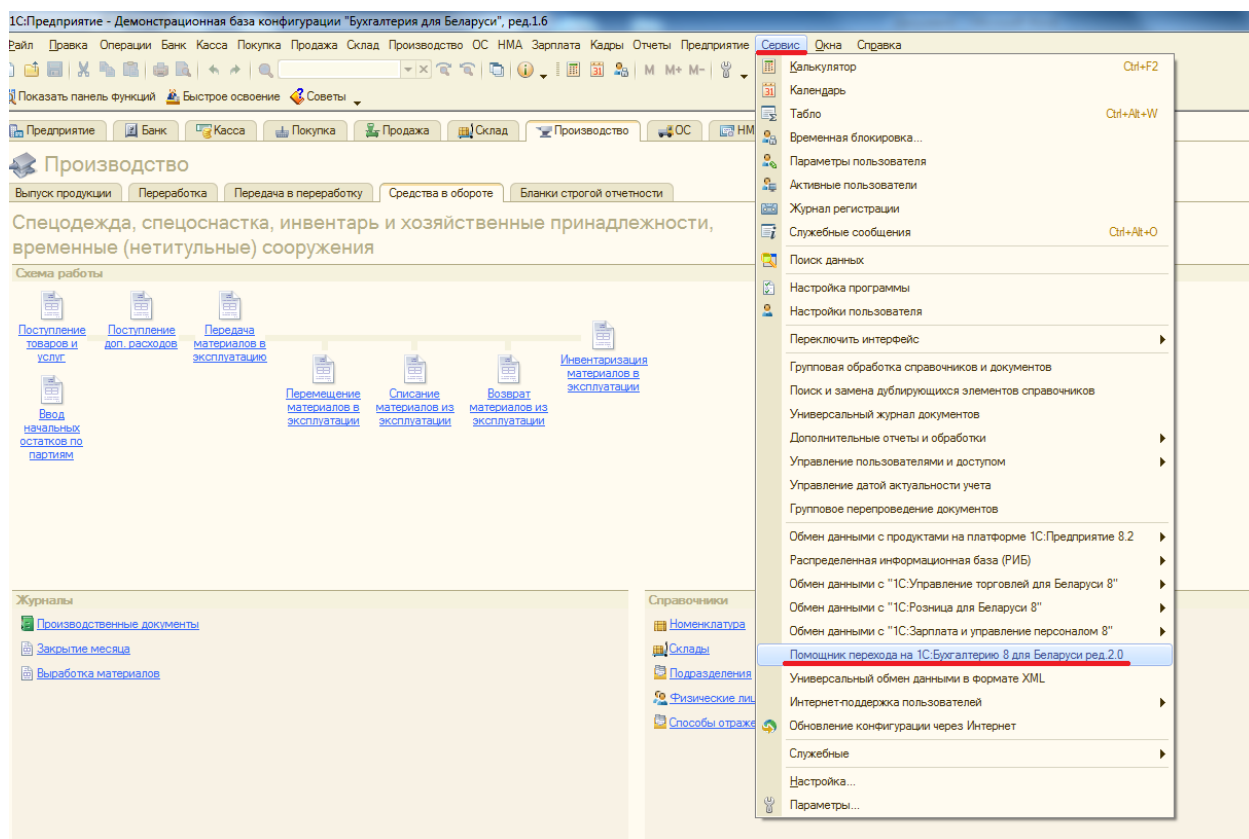 1С:Предприятие - Демонстрационная база конфигурации "Бухгалтерия для Беларуси", ред.1.6
Файл Правка Операции Банк Касса Покупка Продажа Склад Производство ОС НМА Зарплата Кадры Отчеты Предприятие Сервис Окна Справка
M M+ M-
Показать панель функций Быстрое освоение Советы
Предприятие Банк Касса Покупка Продажа Склад Производство ОС НМ
Производство
Выпуск продукции Переработка Передача в переработку Средства в обороте Бланки строгой отчетности
Спецодежда, спецоснастка, инвентарь и хозяйственные принадлежности,
временные (нетитульные) сооружения
Схема работы
Поступление товаров и услуг
Поступление доп. расходов
Передача материалов в эксплуатацию
Ввод начальных остатков по партиям
Перемещение материалов в эксплуатации
Списание материалов из эксплуатации
Возврат материалов из эксплуатации
Инвентаризация материалов в эксплуатации
Журналы
Производственные документы
Закрытие месяца
Выработка материалов
Справочники
Номенклатура
Склады
Подразделения
Физические лиц
Способы отраже
Калькулятор Ctrl+F2
Календарь
Табло Ctrl+Alt+W
Временная блокировка...
Параметры пользователя
Активные пользователи
Журнал регистрации
Служебные сообщения Ctrl+Alt+O
Поиск данных
Настройка программы
Настройки пользователя
Переключить интерфейс
Групповая обработка справочников и документов
Поиск и замена дублирующихся элементов справочников
Универсальный журнал документов
Дополнительные отчеты и обработки
Управление пользователями и доступом
Управление датой актуальности учета
Групповое перепроведение документов
Обмен данными с продуктами на платформе 1С:Предприятие 8.2
Распределенная информационная база (РИБ)
Обмен данными с "1С:Управление торговлей для Беларуси 8"
Обмен данными с "1С:Розница для Беларуси 8"
Обмен данными с "1С:Зарплата и управление персоналом 8"
Помощник перехода на 1С:Бухгалтерию 8 для Беларуси ред.2.0
Универсальный обмен данными в формате XML
Интернет-поддержка пользователей
Обновление конфигурации через Интернет
Служебные
Настройка...
Параметры...